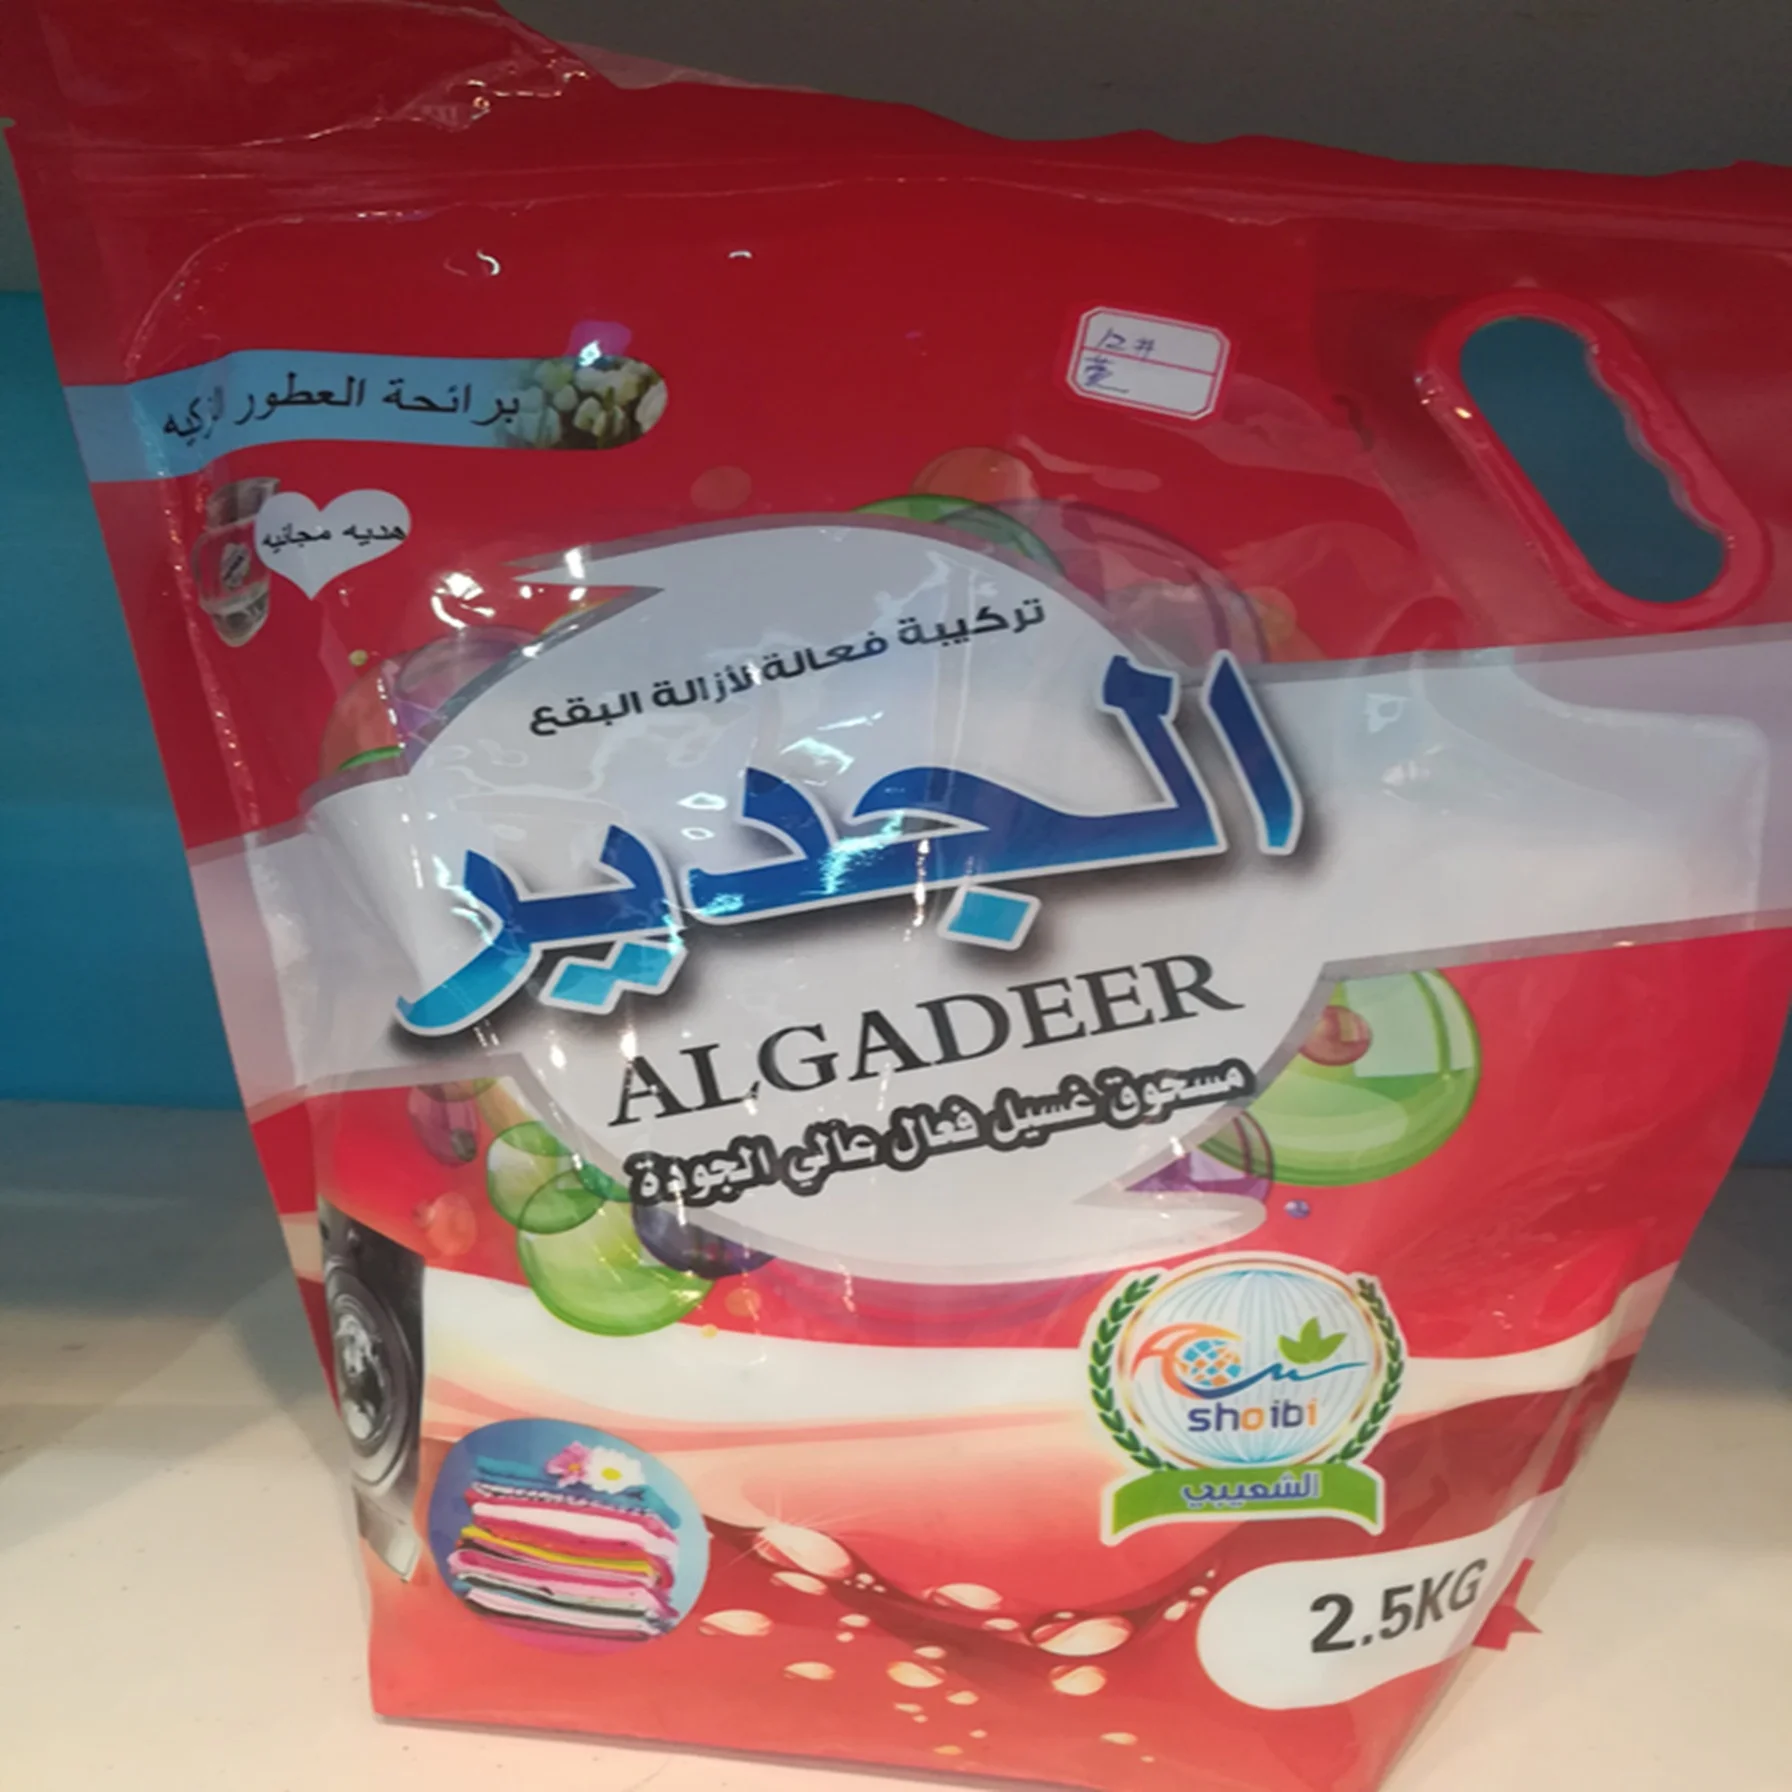 برائحة العطور الزكيه
هديه مجانيه
12#
تركيبة فعالة لأزالة البقع
الجدير
ALGADEER
مسحوق غسيل فعال عالي الجودة
shoibi
الشعيبي
2.5KG